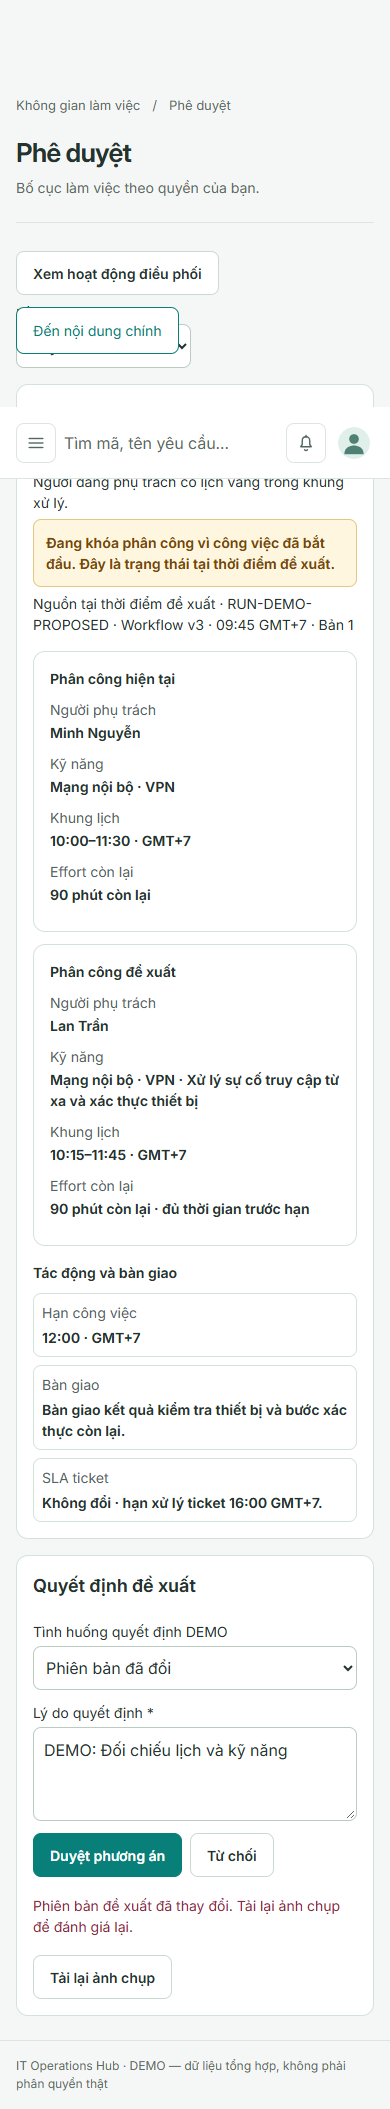 Không gian làm việc / Phê duyệt
Phê duyệt
Bố cục làm việc theo quyền của bạn.
Xem hoạt động điều phối
Đến nội dung chính
Tìm mã, tên yêu cầu...
Người đang phụ trách có lịch vắng trong khung
xử lý.
Đang khóa phân công vì công việc đã bắt
đầu. Đây là trạng thái tại thời điểm đề xuất.
Nguồn tại thời điểm đề xuất · RUN-DEMO-
PROPOSED · Workflow v3 · 09:45 GMT+7 · Bản 1
Phân công hiện tại
Người phụ trách
Minh Nguyễn
Kỹ năng
Mạng nội bộ · VPN
Khung lịch
10:00–11:30 · GMT+7
Effort còn lại
90 phút còn lại
Phân công đề xuất
Người phụ trách
Lan Trần
Kỹ năng
Mạng nội bộ · VPN · Xử lý sự cố truy cập từ
xa và xác thực thiết bị
Khung lịch
10:15–11:45 · GMT+7
Effort còn lại
90 phút còn lại · đủ thời gian trước hạn
Tác động và bàn giao
Hạn công việc
12:00 · GMT+7
Bàn giao
Bàn giao kết quả kiểm tra thiết bị và bước xác
thực còn lại.
SLA ticket
Không đổi · hạn xử lý ticket 16:00 GMT+7.
Quyết định đề xuất
Tình huống quyết định DEMO
Phiên bản đã đổi
Lý do quyết định *
DEMO: Đối chiếu lịch và kỹ năng
Duyệt phương án
Từ chối
Phiên bản đề xuất đã thay đổi. Tải lại ảnh chụp
để đánh giá lại.
Tải lại ảnh chụp
IT Operations Hub · DEMO — dữ liệu tổng hợp, không phải
phân quyền thật